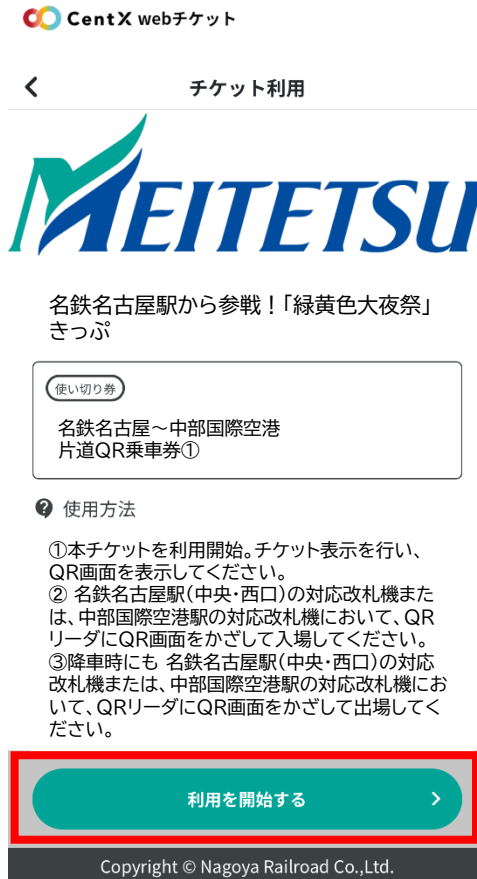 CentX webチケット
チケット利用
MEITETSU
名鉄名古屋駅から参戦！「緑黄色大夜祭」
きっぷ
使い切り券
名鉄名古屋～中部国際空港
片道QR乗車券①
使用方法
①本チケットを利用開始。チケット表示を行い、
QR画面を表示してください。
② 名鉄名古屋駅（中央・西口）の対応改札機また
は、中部国際空港駅の対応改札機において、QR
リーダにQR画面をかざして入場してください。
③降車時にも 名鉄名古屋駅（中央・西口）の対応
改札機または、中部国際空港駅の対応改札機にお
いて、QRリーダにQR画面をかざして出場してく
ださい。
利用を開始する
Copyright © Nagoya Railroad Co.,Ltd.